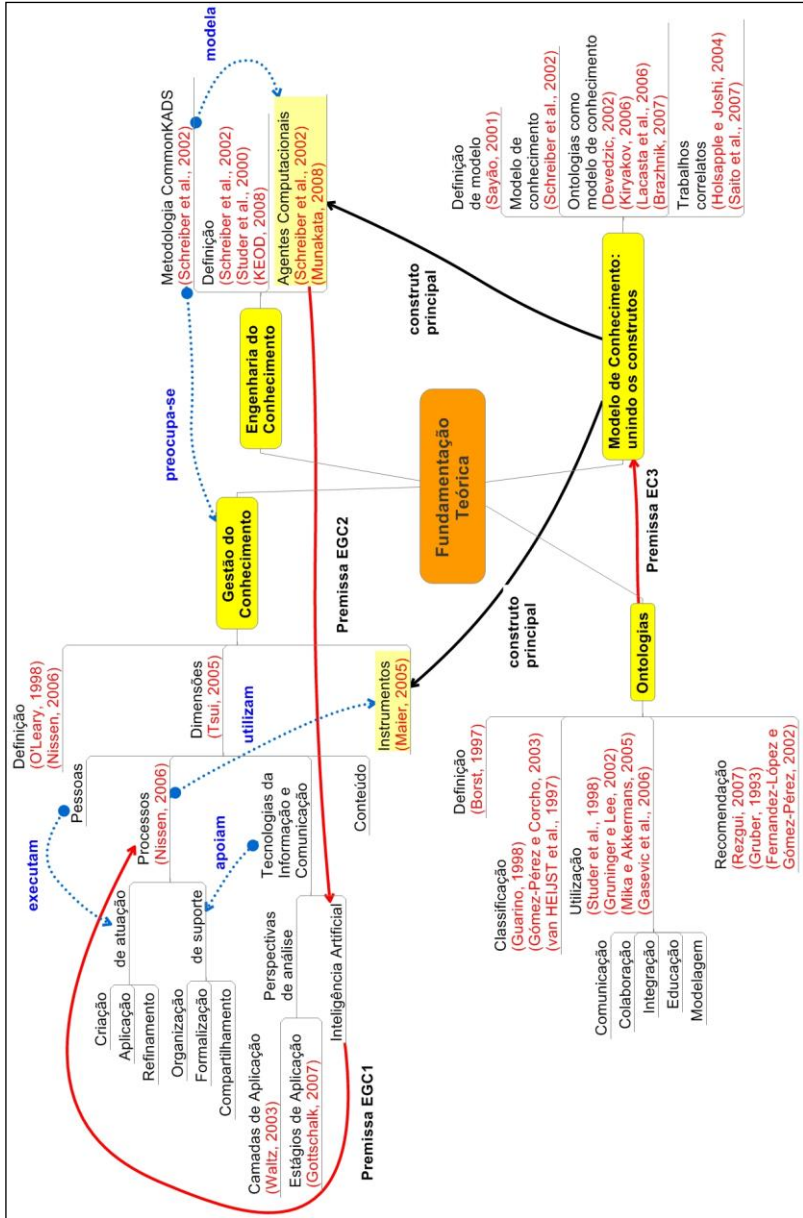 Fundamentação
Teórica
Gestão do
Conhecimento
Definição
(O'Leary, 1998)
(Nissen, 2006)
Dimensões
(Tsui, 2005)
Pessoas
Processos
(Nissen, 2006)
de atuação
Criação
Aplicação
Refinamento
de suporte
Organização
Formalização
Compartilhamento
Tecnologias da
Informação e
Comunicação
Perspectivas
de análise
Camadas de Aplicação
(Waltz, 2003)
Estágios de Aplicação
(Gottschalk, 2007)
Inteligência Artificial
Conteúdo
Instrumentos
(Maier, 2005)
executam
apoiam
utilizam
preocupa-se
modela
Premissa EGC1
Premissa EGC2
Engenharia do
Conhecimento
Metodologia CommonKADS
(Schreiber et al., 2002)
Definição
(Schreiber et al., 2002)
(Studer et al., 2000)
(KEOD, 2008)
Agentes Computacionais
(Schreiber et al., 2002)
(Munakata, 2008)
construto
principal
construto
principal
Ontologias
Definição
(Borst, 1997)
Classificação
(Guarino, 1998)
(Gómez-Pérez e Corcho, 2003)
(van HEIJST et al., 1997)
Utilização
(Studer et al., 1998)
(Gruninger e Lee, 2002)
(Mika e Akkermans, 2005)
(Gasevic et al., 2006)
Comunicação
Colaboração
Integração
Educação
Modelagem
Recomendação
(Rezgui, 2007)
(Gruber, 1993)
(Fernandez-López e
Gómez-Pérez, 2002)
Premissa EC3
Modelo de Conhecimento:
unindo os construtos
Definição
de modelo
(Sayão, 2001)
Modelo de
conhecimento
(Schreiber et al., 2002)
Ontologias como
modelo de conhecimento
(Devedzic, 2002)
(Kiryakov, 2006)
(Lacasta et al., 2006)
(Brazhnik, 2007)
Trabalhos
correlatos
(Holsapple e Joshi, 2004)
(Saito et al., 2007)